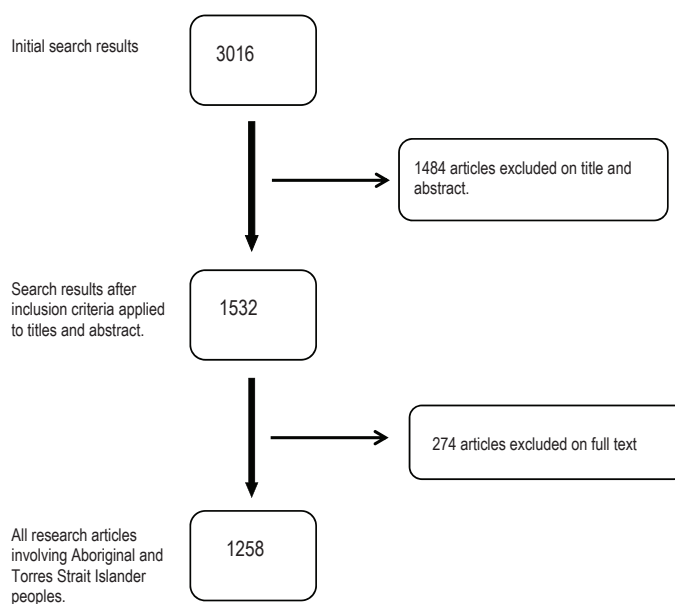 Initial search results
3016
1484 articles excluded on title and
abstract.
Search results after
inclusion criteria applied
to titles and abstract.
1532
274 articles excluded on full text
All research articles
involving Aboriginal and
Torres Strait Islander
peoples.
1258